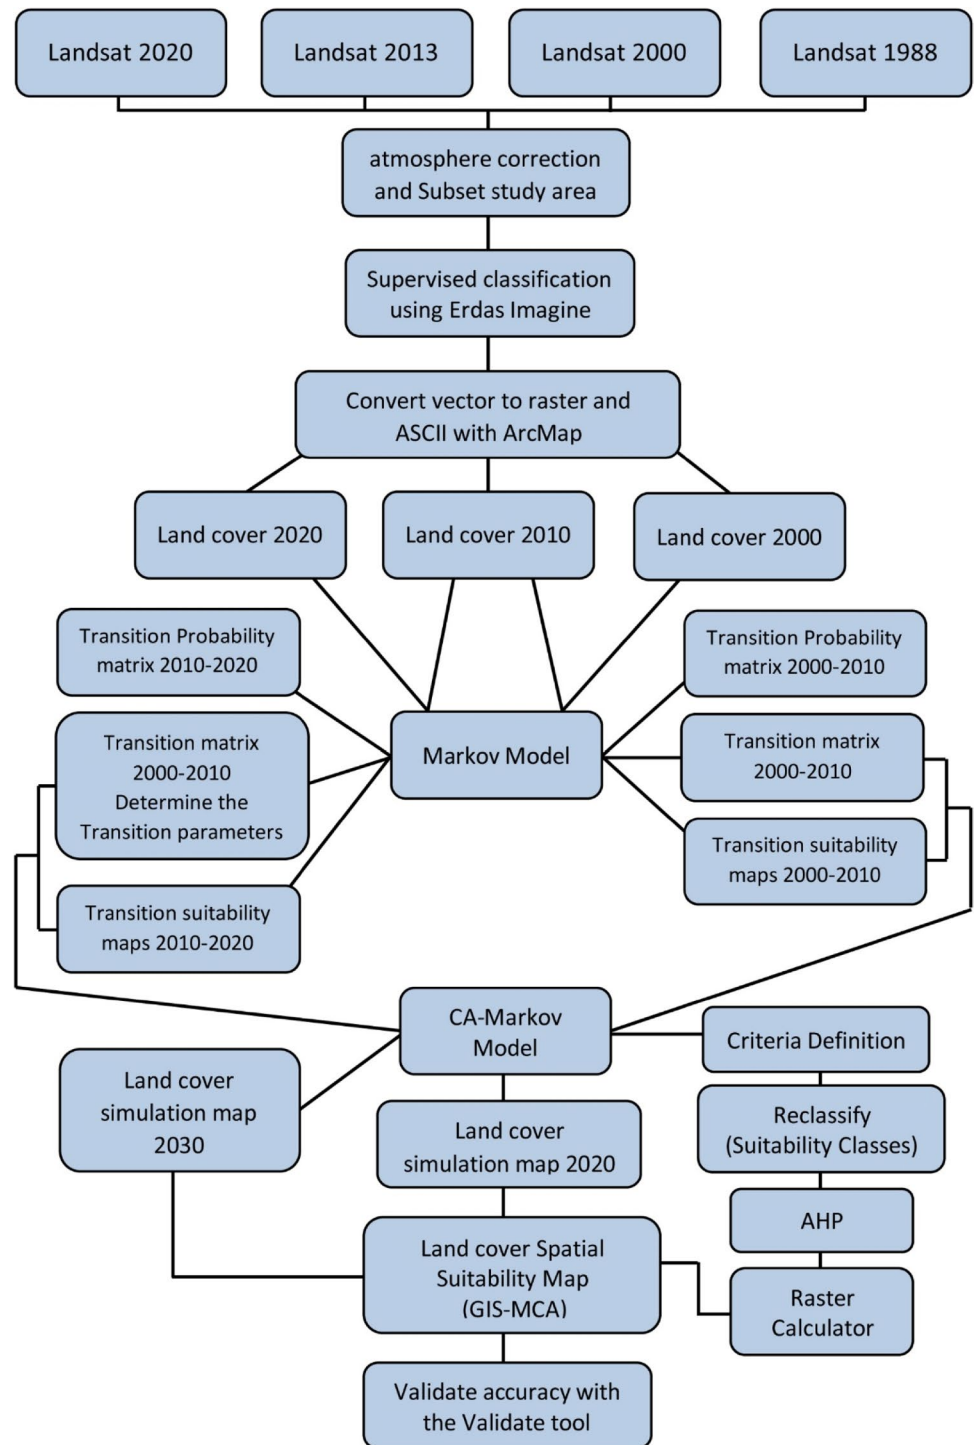 Landsat 2020
Landsat 2013
Landsat 2000
Landsat 1988
atmosphere correction
and Subset study area
Supervised classification
using Erdas Imagine
Convert vector to raster and
ASCII with ArcMap
Land cover 2020
Land cover 2010
Land cover 2000
Transition Probability
matrix 2010-2020
Transition Probability
matrix 2000-2010
Transition matrix
2000-2010
Determine the
Transition parameters
Markov Model
Transition matrix
2000-2010
Transition suitability
maps 2000-2010
Transition suitability
maps 2010-2020
CA-Markov
Model
Criteria Definition
Land cover
simulation map
2030
Land cover
simulation map 2020
Reclassify
(Suitability Classes)
AHP
Land cover Spatial
Suitability Map
(GIS-MCA)
Raster
Calculator
Validate accuracy with
the Validate tool